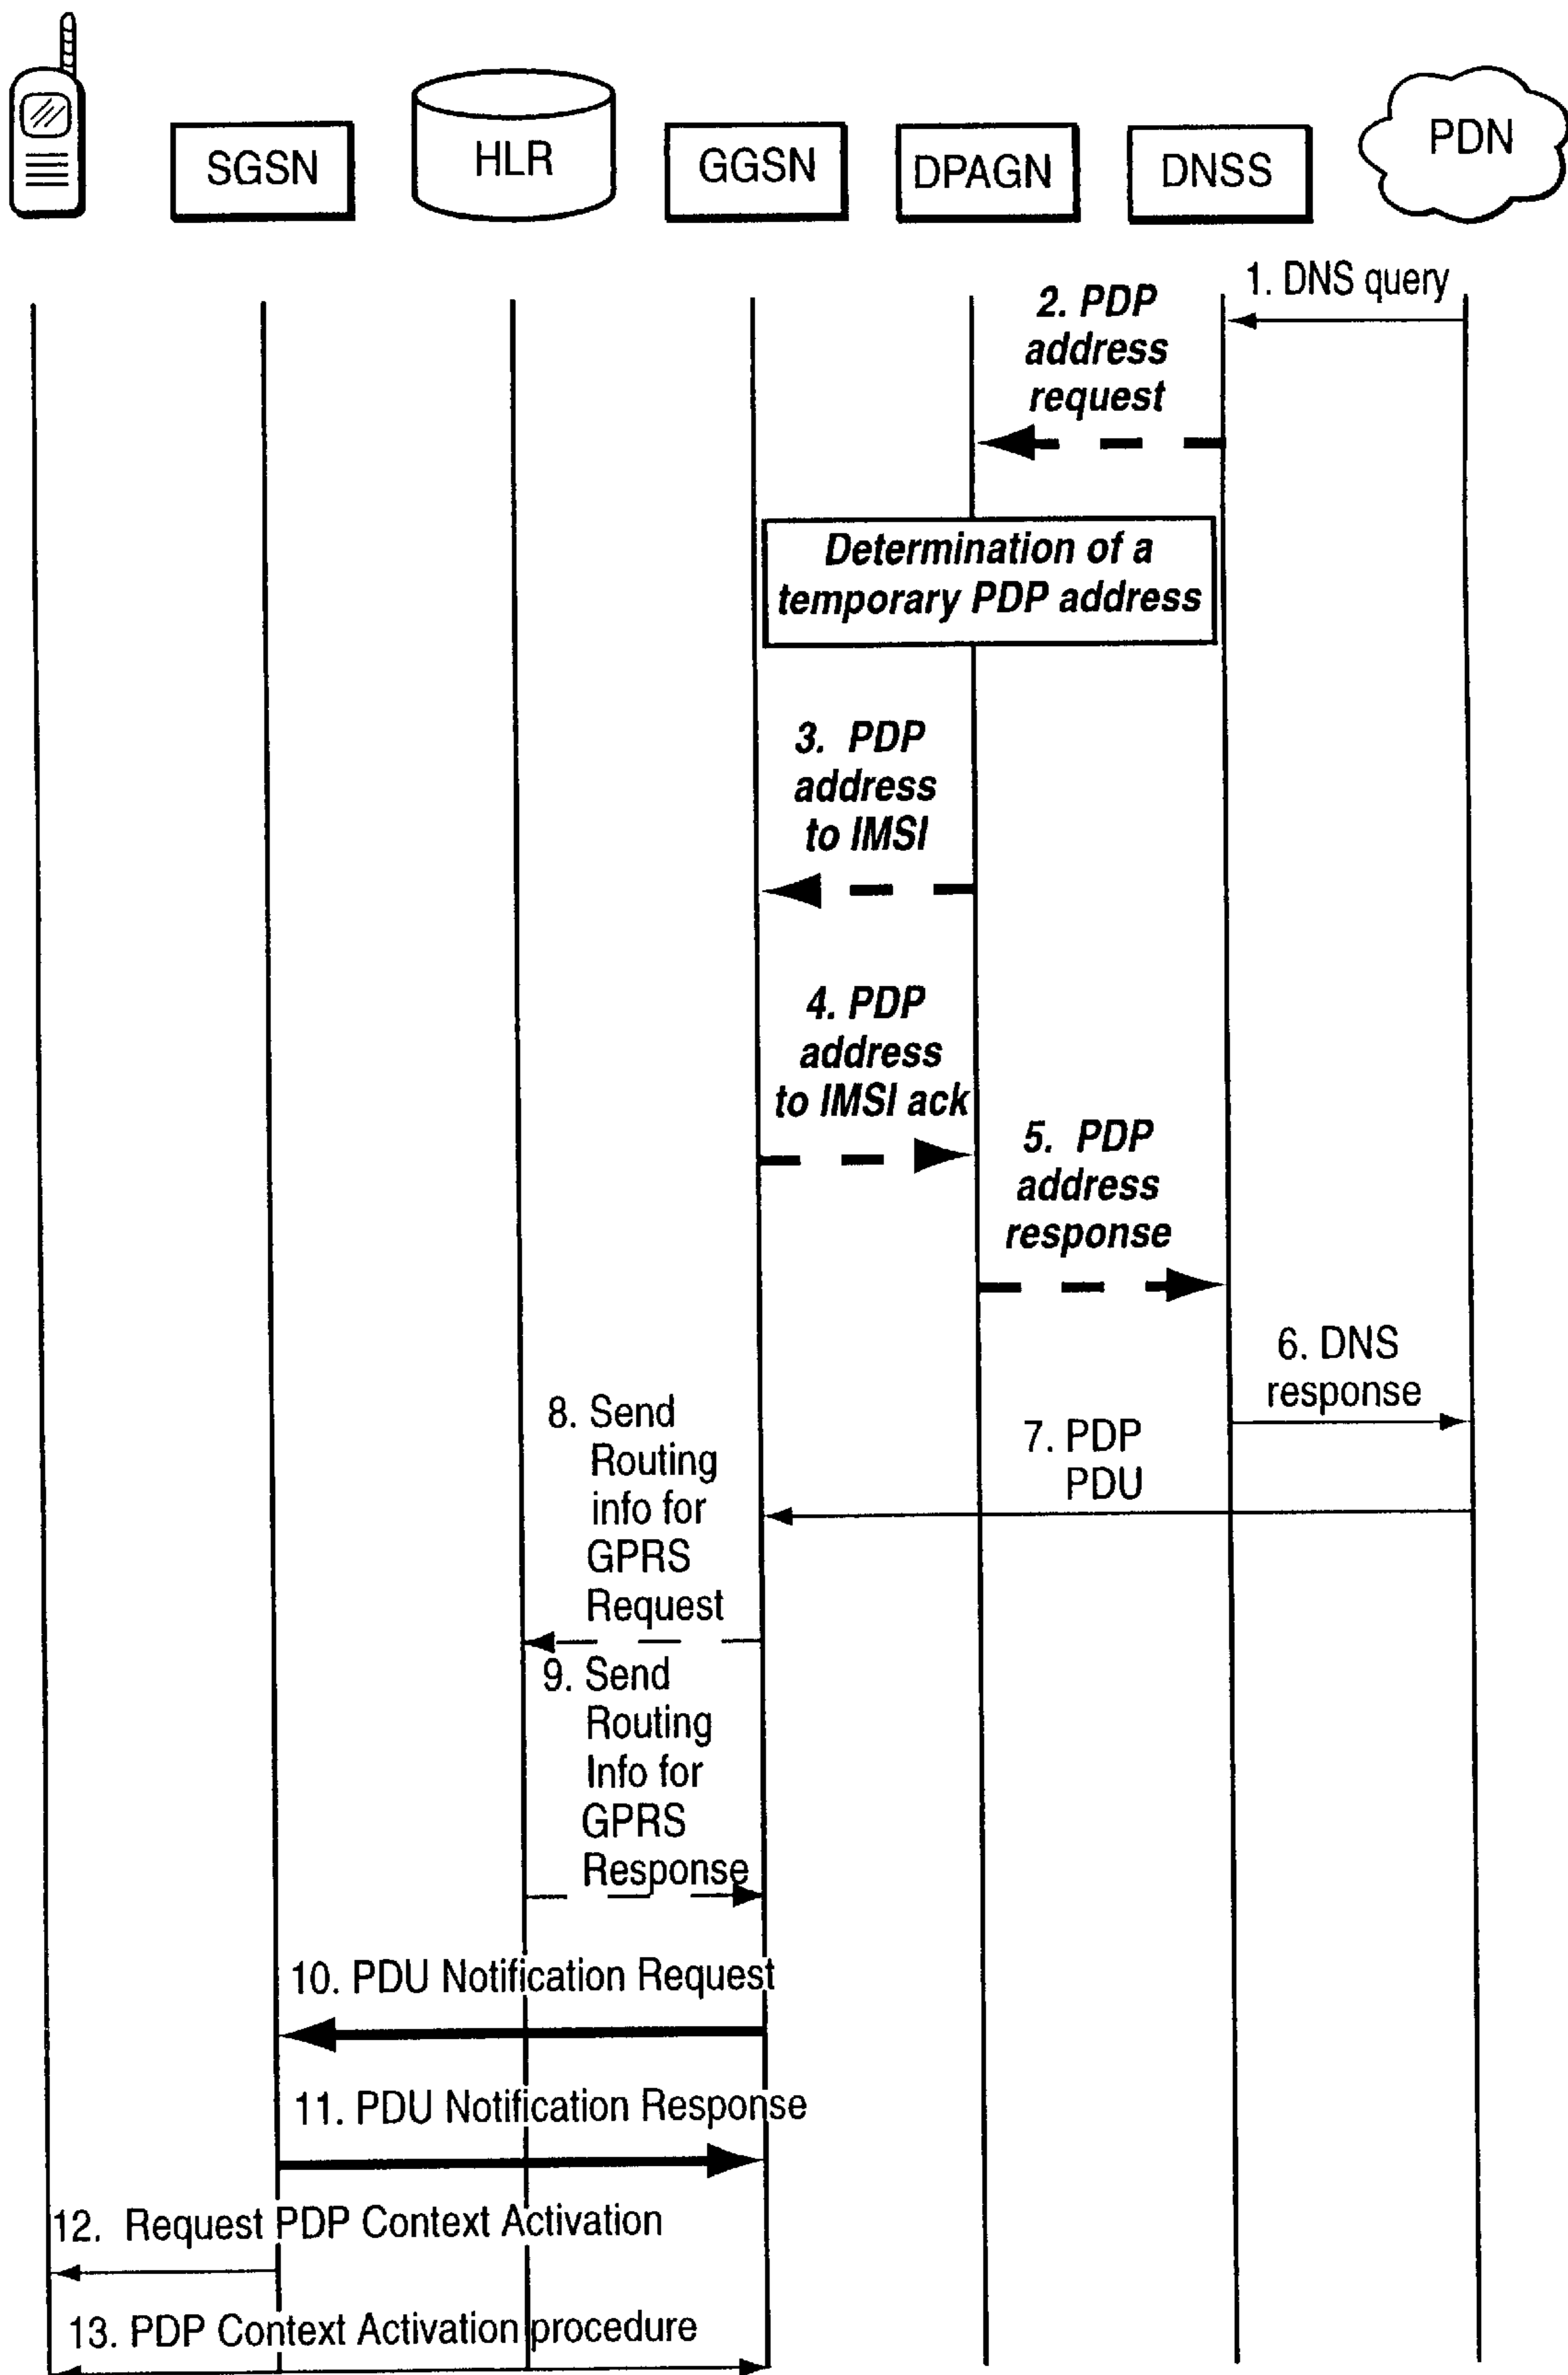 SGSN
HLR
GGSN
DPAGN
DNSS
PDN
1. DNS query
2. PDP
address
request
Determination of a
temporary PDP address
3. PDP
address
to IMSI
4. PDP
address
to IMSI ack
5. PDP
address
response
6. DNS
response
7. PDP
PDU
8. Send
Routing
info for
GPRS
Request
9. Send
Routing
Info for
GPRS
Response
10. PDU Notification Request
11. PDU Notification Response
12. Request PDP Context Activation
13. PDP Context Activation procedure